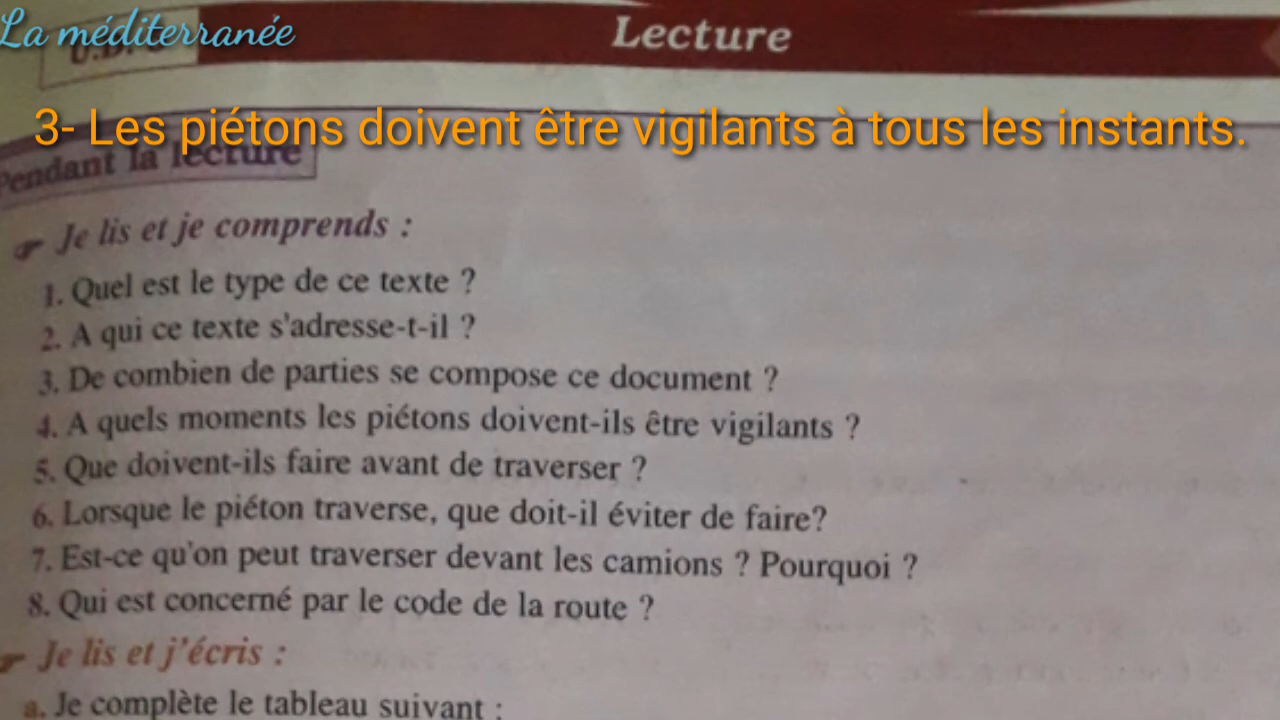 La méditerranée
Lecture
3- Les piétons doivent être vigilants à tous les instants.
Pendant la lecture
Je lis et je comprends :
1. Quel est le type de ce texte ?
2. A qui ce texte s'adresse-t-il ?
3. De combien de parties se compose ce document ?
4. A quels moments les piétons doivent-ils être vigilants ?
5. Que doivent-ils faire avant de traverser ?
6. Lorsque le piéton traverse, que doit-il éviter de faire?
7. Est-ce qu'on peut traverser devant les camions ? Pourquoi ?
8. Qui est concerné par le code de la route ?
Je lis et j'écris :
a. Je complète le tableau suivant :